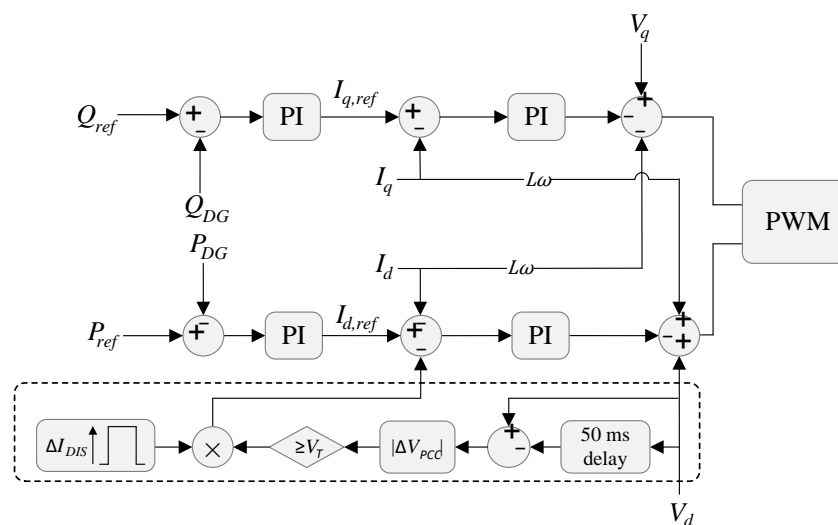 V_q
Q_ref
+
−
PI
I_q,ref
+
−
PI
+
−
−
I_q
Lω
Q_DG
P_DG
PWM
I_d
Lω
P_ref
+
−
PI
I_d,ref
+
−
−
PI
+
−
+
ΔI_DIS
×
≥V_T
|ΔV_PCC|
+
−
50 ms
delay
V_d